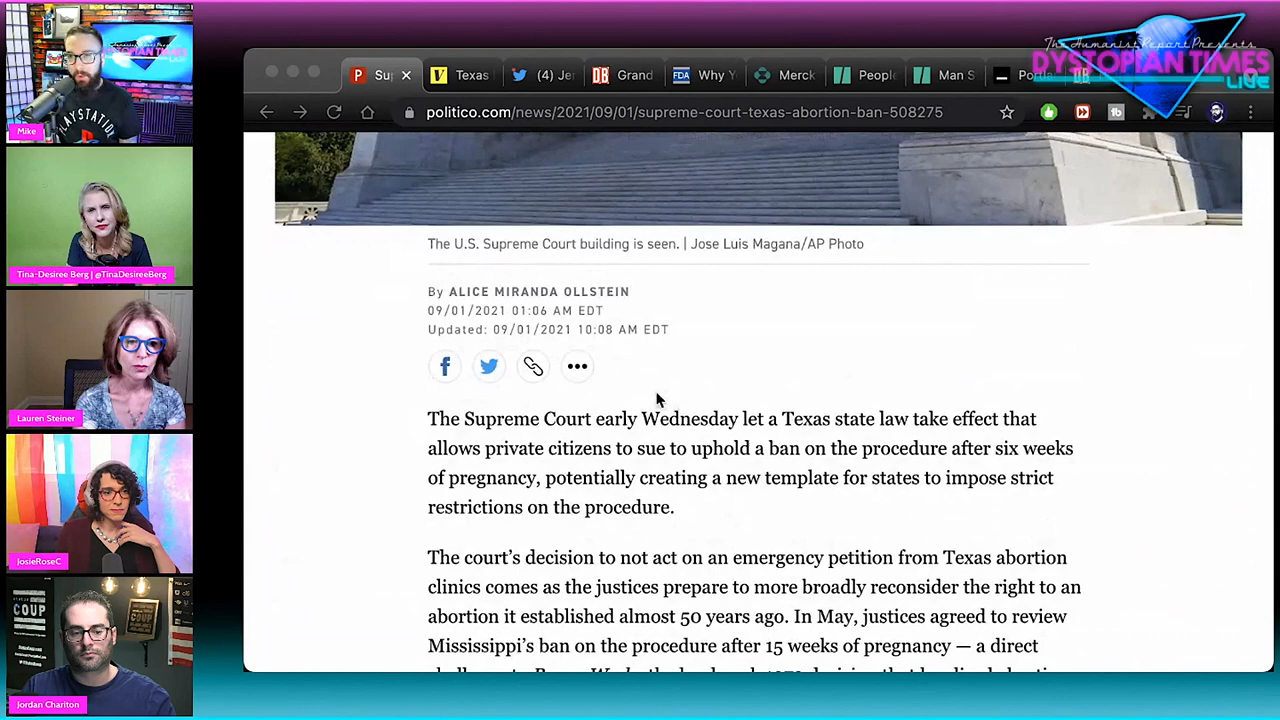 The Humanist Report Presents
DYSTOPIAN TIMES
LIVE
Mike
PLAYSTATION
Tina-Desiree Berg | @TinaDesireeBerg
Lauren Steiner
JosieRoseC
COUP
Jordan Chariton
Su
Texas
(4) Je
Grand
FDA
Why Y
Merck
People
Man S
Portla
politico.com/news/2021/09/01/supreme-court-texas-abortion-ban-508275
The U.S. Supreme Court building is seen. | Jose Luis Magana/AP Photo
By ALICE MIRANDA OLLSTEIN
09/01/2021 01:06 AM EDT
Updated: 09/01/2021 10:08 AM EDT
The Supreme Court early Wednesday let a Texas state law take effect that
allows private citizens to sue to uphold a ban on the procedure after six weeks
of pregnancy, potentially creating a new template for states to impose strict
restrictions on the procedure.
The court's decision to not act on an emergency petition from Texas abortion
clinics comes as the justices prepare to more broadly reconsider the right to an
abortion it established almost 50 years ago. In May, justices agreed to review
Mississippi's ban on the procedure after 15 weeks of pregnancy — a direct